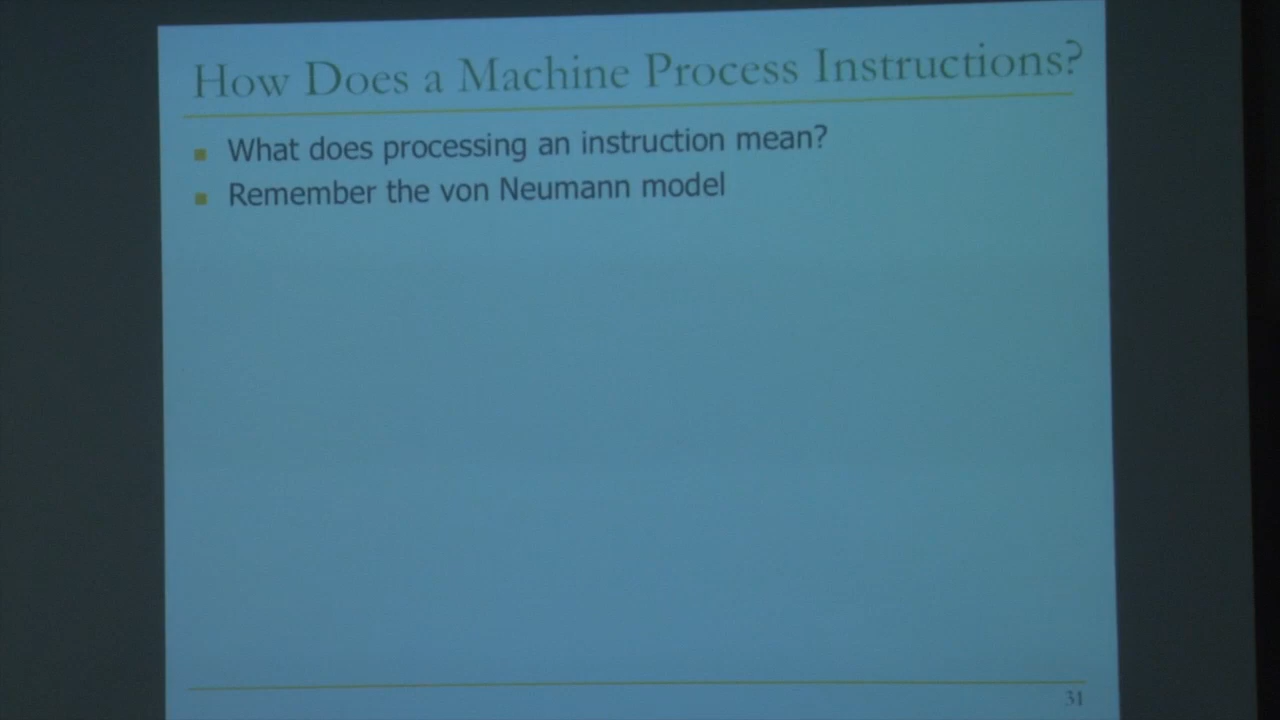 How Does a Machine Process Instructions?
What does processing an instruction mean?
Remember the von Neumann model
31